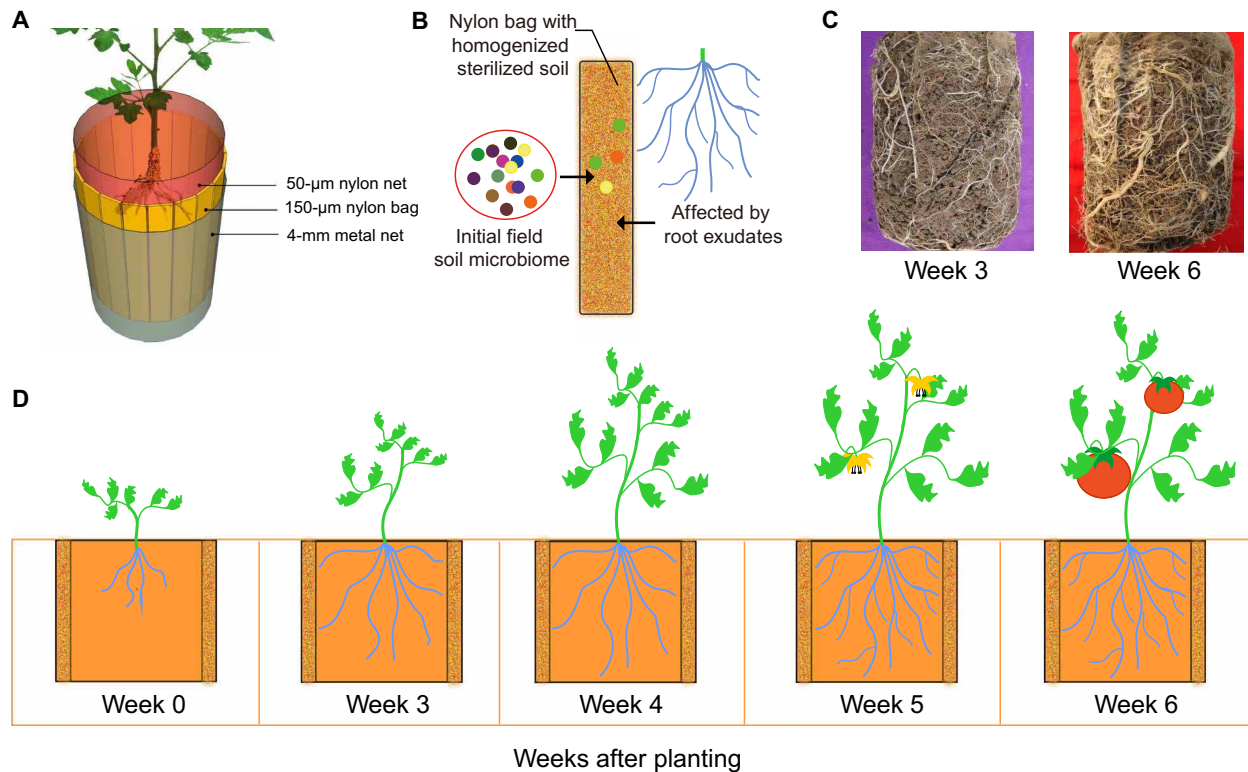 A
50-µm nylon net
150-µm nylon bag
4-mm metal net
B
Nylon bag with
homogenized
sterilized soil
Initial field
soil microbiome
Affected by
root exudates
C
Week 3
Week 6
D
Week 0
Week 3
Week 4
Week 5
Week 6
Weeks after planting